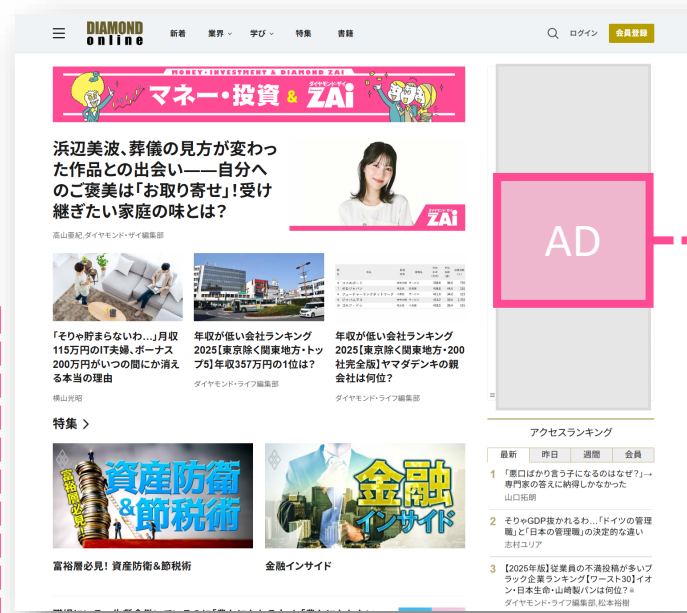 DIAMOND
online
新着 業界 学び 特集 書籍
ログイン 会員登録
MONEY・INVESTMENT & DIAMOND ZAI
マネー・投資 & ZAi
浜辺美波、葬儀の見方が変わっ
た作品との出会い——自分へ
のご褒美は「お取り寄せ」!受け
継ぎたい家庭の味とは?
高山亜紀,ダイヤモンド・ザイ編集部
ZAi
「そりゃ貯まらないわ…」月収
115万円のIT夫婦、ボーナス
200万円がいつの間にか消え
る本当の理由
横山光昭
年収が低い会社ランキング
2025【東京除く関東地方・トッ
プ5】年収357万円の1位は?
ダイヤモンド・ライフ編集部
年収が低い会社ランキング
2025【東京除く関東地方・200
社完全版】ヤマダデンキの親
会社は何位?
ダイヤモンド・ライフ編集部
特集
富裕層必見!
資産防衛
&節税術
富裕層必見! 資産防衛&節税術
金融
インサイド
金融インサイド
AD
アクセスランキング
最新 昨日 週間 会員
1 「悪口ばかり言う子になるのはなぜ?」→
専門家の答えに納得しかなかった
山口拓朗
2 そりゃGDP抜かれるわ…「ドイツの管理
職」と「日本の管理職」の決定的な違い
志村ユリア
3 【2025年版】従業員の不満投稿が多いブ
ラック企業ランキング【ワースト30】イオ
ン・日本生命・山崎製パンは何位?
ダイヤモンド・ライフ編集部,松本裕樹